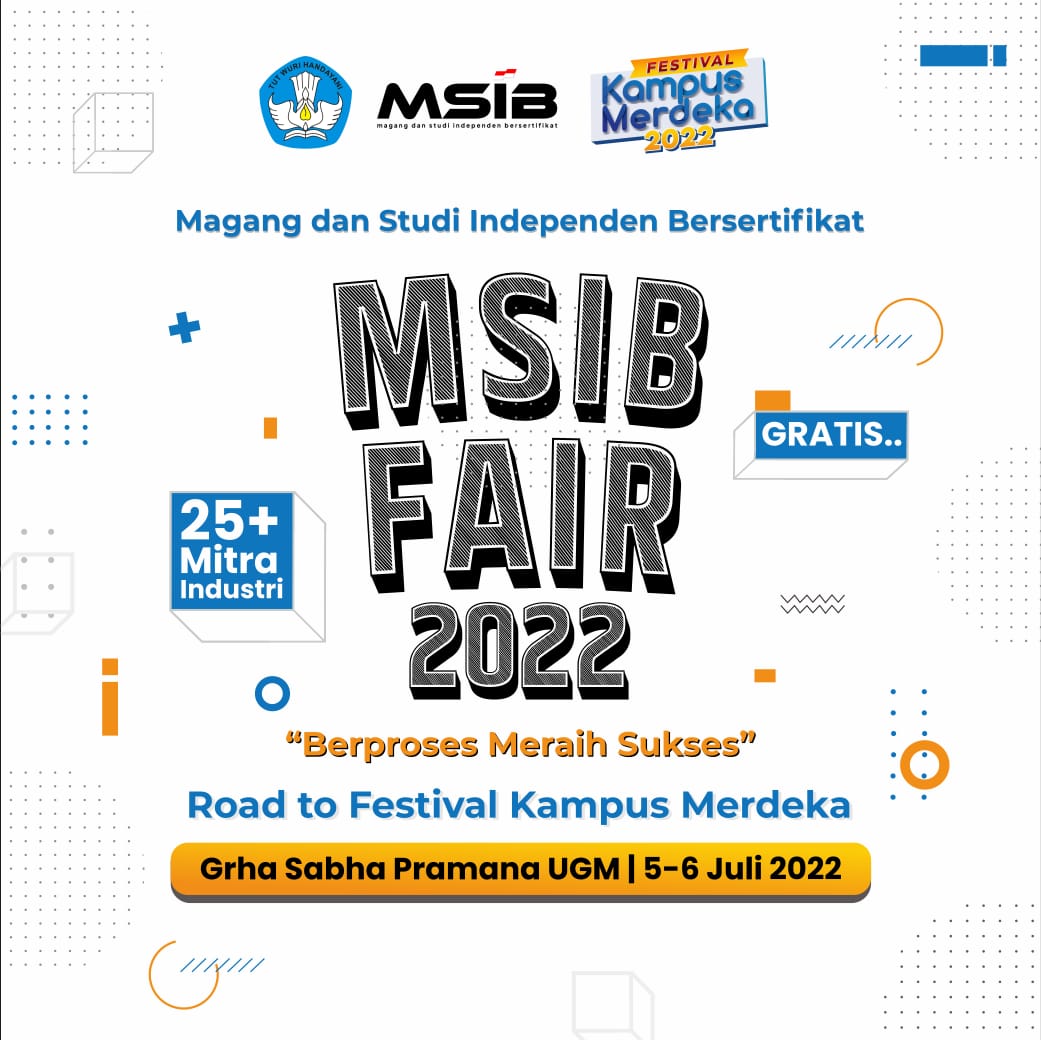 TUT WURI HANDAYANI
MSIB
magang dan studi independen bersertifikat
FESTIVAL
Kampus
Merdeka
2022
Magang dan Studi Independen Bersertifikat
MSIB
FAIR
2022
GRATIS..
25+
Mitra
Industri
“Berproses Meraih Sukses”
Road to Festival Kampus Merdeka
Grha Sabha Pramana UGM | 5-6 Juli 2022